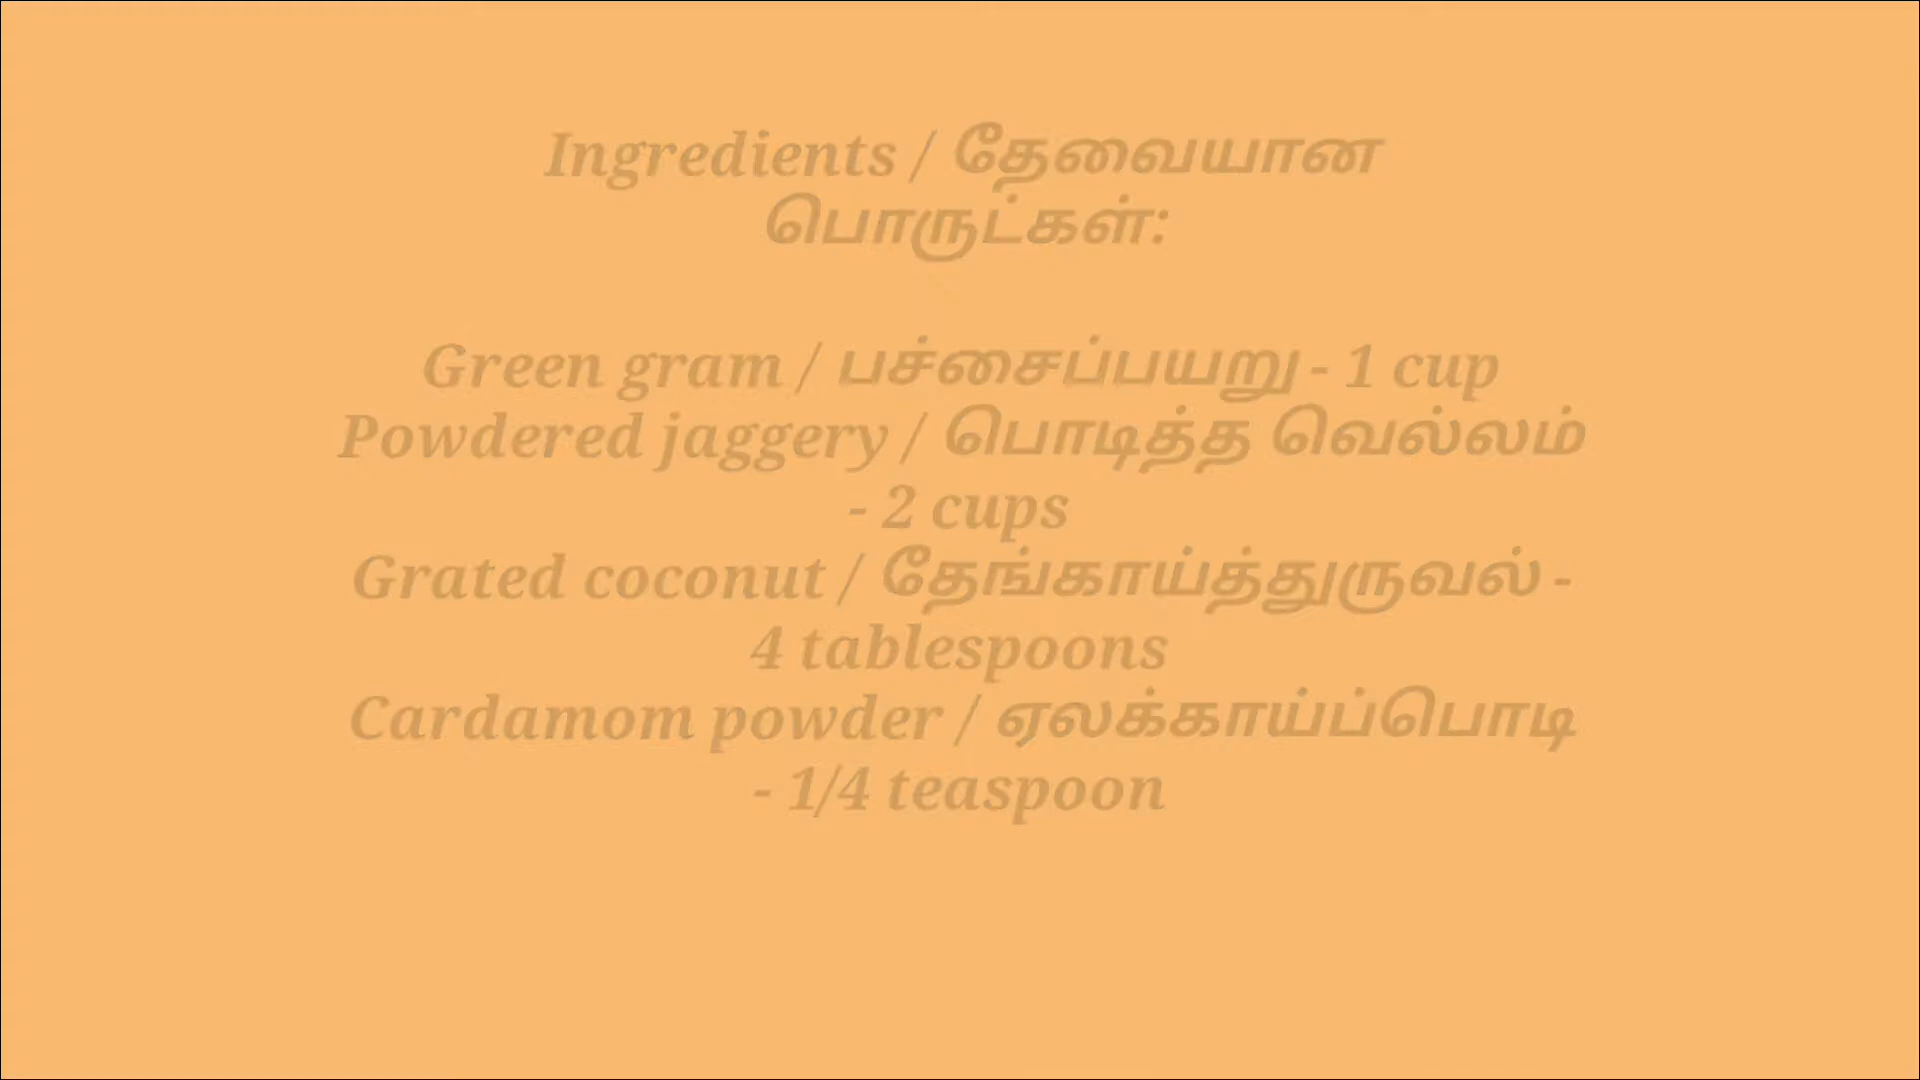 Ingredients / தேவையான
பொருட்கள்:
Green gram / பச்சைப்பயறு - 1 cup
Powdered jaggery / பொடித்த வெல்லம்
- 2 cups
Grated coconut / தேங்காய்த்துருவல் -
4 tablespoons
Cardamom powder / ஏலக்காய்ப்பொடி
- 1/4 teaspoon